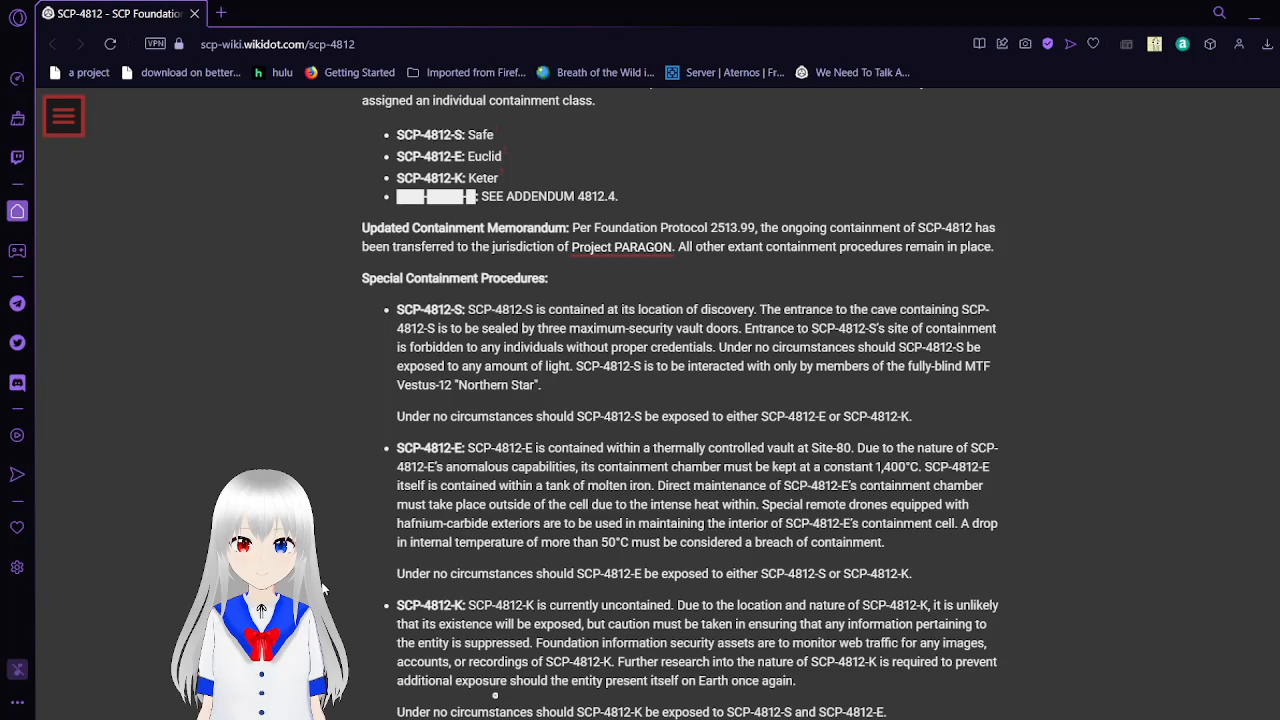 SCP-4812 - SCP Foundation
VPN
scp-wiki.wikidot.com/scp-4812
a project
download on better...
hulu
Getting Started
Imported from Firef...
Breath of the Wild i...
Server | Aternos | Fr...
We Need To Talk A...
assigned an individual containment class.
• SCP-4812-S: Safe
• SCP-4812-E: Euclid
• SCP-4812-K: Keter
• ███-████-█: SEE ADDENDUM 4812.4.
Updated Containment Memorandum: Per Foundation Protocol 2513.99, the ongoing containment of SCP-4812 has
been transferred to the jurisdiction of Project PARAGON. All other extant containment procedures remain in place.
Special Containment Procedures:
• SCP-4812-S: SCP-4812-S is contained at its location of discovery. The entrance to the cave containing SCP-
4812-S is to be sealed by three maximum-security vault doors. Entrance to SCP-4812-S's site of containment
is forbidden to any individuals without proper credentials. Under no circumstances should SCP-4812-S be
exposed to any amount of light. SCP-4812-S is to be interacted with only by members of the fully-blind MTF
Vestus-12 "Northern Star".
Under no circumstances should SCP-4812-S be exposed to either SCP-4812-E or SCP-4812-K.
• SCP-4812-E: SCP-4812-E is contained within a thermally controlled vault at Site-80. Due to the nature of SCP-
4812-E's anomalous capabilities, its containment chamber must be kept at a constant 1,400°C. SCP-4812-E
itself is contained within a tank of molten iron. Direct maintenance of SCP-4812-E's containment chamber
must take place outside of the cell due to the intense heat within. Special remote drones equipped with
hafnium-carbide exteriors are to be used in maintaining the interior of SCP-4812-E's containment cell. A drop
in internal temperature of more than 50°C must be considered a breach of containment.
Under no circumstances should SCP-4812-E be exposed to either SCP-4812-S or SCP-4812-K.
• SCP-4812-K: SCP-4812-K is currently uncontained. Due to the location and nature of SCP-4812-K, it is unlikely
that its existence will be exposed, but caution must be taken in ensuring that any information pertaining to
the entity is suppressed. Foundation information security assets are to monitor web traffic for any images,
accounts, or recordings of SCP-4812-K. Further research into the nature of SCP-4812-K is required to prevent
additional exposure should the entity present itself on Earth once again.
Under no circumstances should SCP-4812-K be exposed to SCP-4812-S and SCP-4812-E.